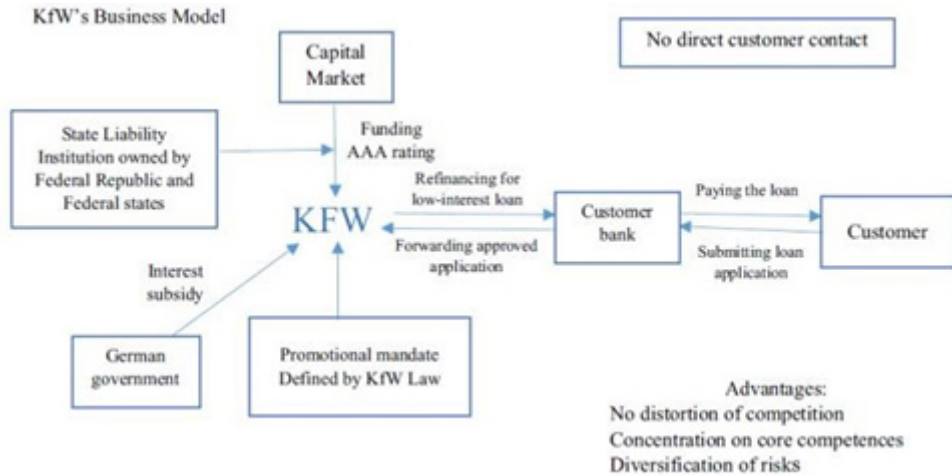 KfW's Business Model
No direct customer contact
Capital
Market
State Liability
Institution owned by
Federal Republic and
Federal states
Funding
AAA rating
KFW
Refinancing for
low-interest loan
Forwarding approved
application
Customer
bank
Paying the loan
Submitting loan
application
Customer
Interest
subsidy
German
government
Promotional mandate
Defined by KfW Law
Advantages:
No distortion of competition
Concentration on core competences
Diversification of risks